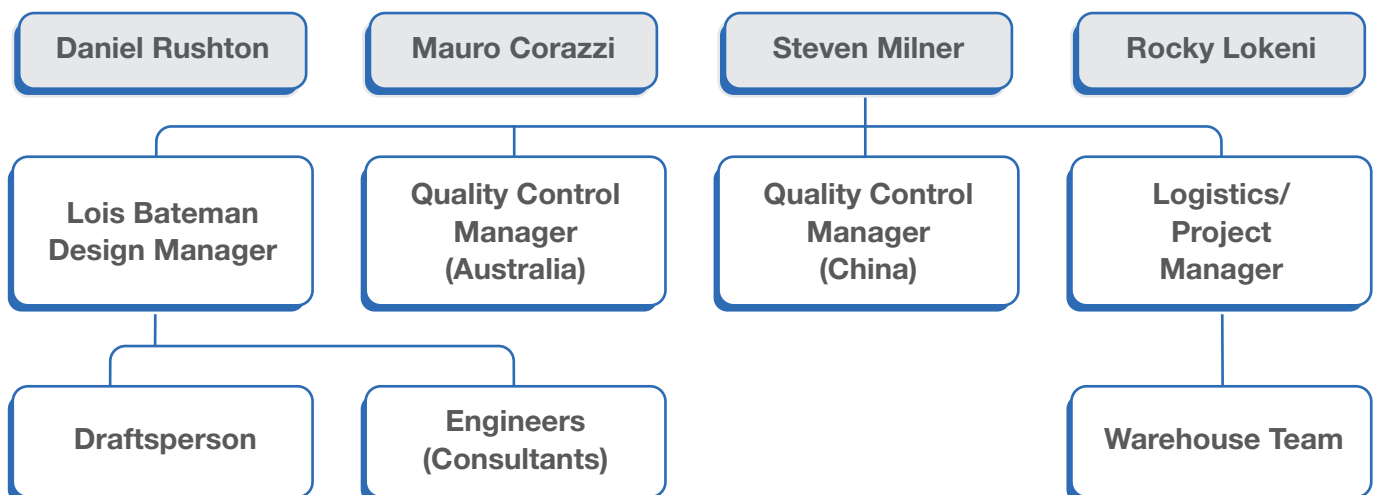 Daniel Rushton
Mauro Corazzi
Steven Milner
Rocky Lokeni
Lois Bateman
Design Manager
Quality Control
Manager
(Australia)
Quality Control
Manager
(China)
Logistics/
Project
Manager
Draftsperson
Engineers
(Consultants)
Warehouse Team